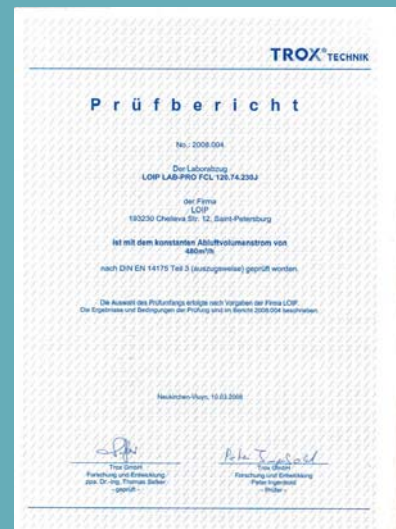 TROX® TECHNIK
Prüfbericht
No.: 2008.004
Der Laborabzug
LOIP LAB-PRO FCL 120.74.230J
der Firma
LOIP
193230 Chelieva Str. 12, Saint-Petersburg
ist mit dem konstanten Abluftvolumenstrom von
480m³/h
nach DIN EN 14175 Teil 3 (auszugsweise) geprüft worden.
Die Auswahl des Prüfumfangs erfolgte nach Vorgaben der Firma LOIP.
Die Ergebnisse und Bedingungen der Prüfung sind im Bericht 2008.004 beschrieben.
Neukirchen-Vluyn, 10.03.2008
Trox GmbH
Forschung und Entwicklung
ppa. Dr.-Ing. Thomas Sefker
- geprüft -
Trox GmbH
Forschung und Entwicklung
Peter Ingenbold
- Prüfer -